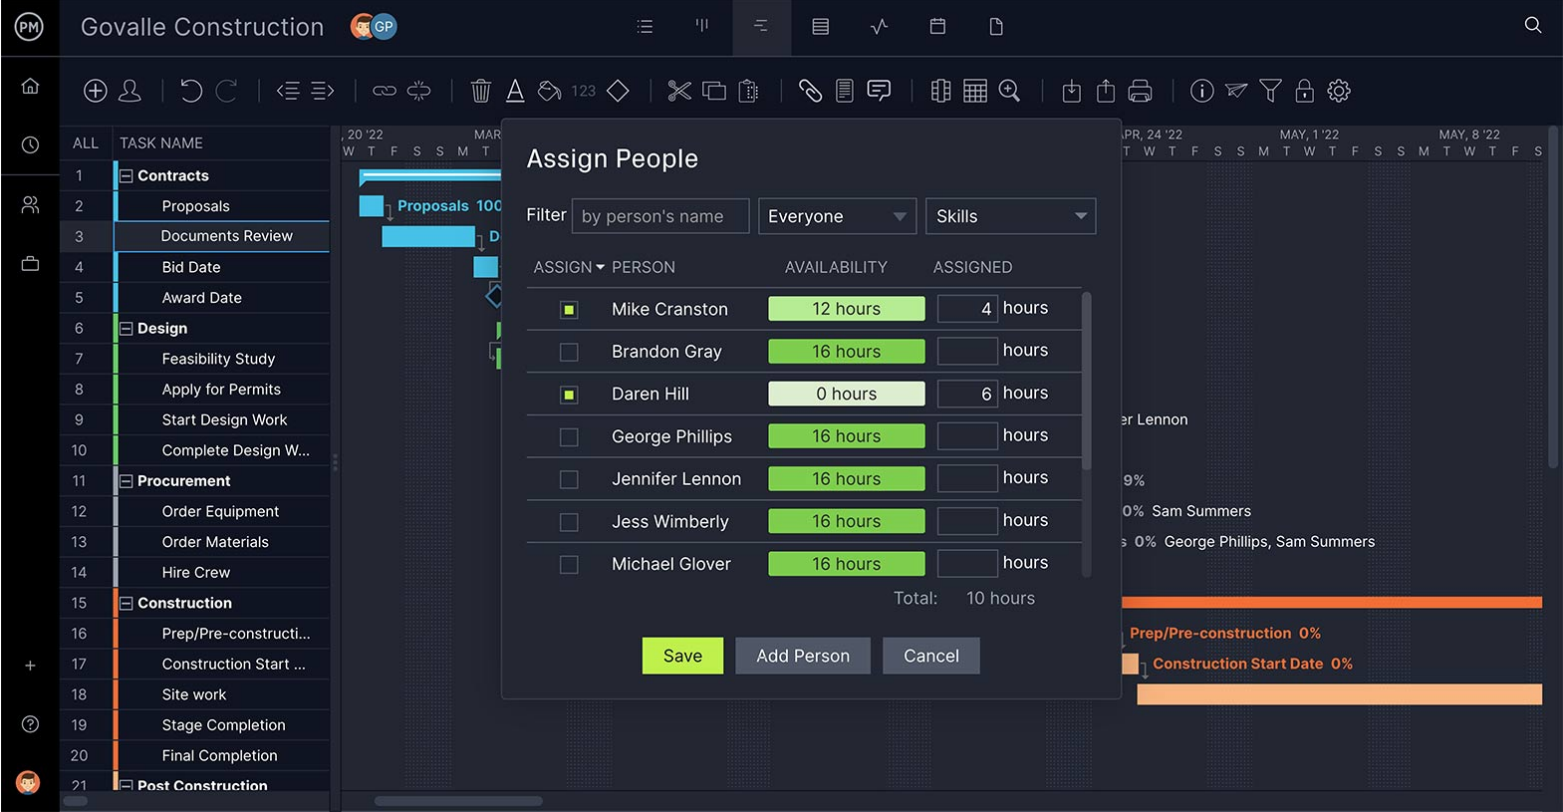 PM
Govalle Construction
GP
123
ALL TASK NAME
1 Contracts
2 Proposals
3 Documents Review
4 Bid Date
5 Award Date
6 Design
7 Feasibility Study
8 Apply for Permits
9 Start Design Work
10 Complete Design W...
11 Procurement
12 Order Equipment
13 Order Materials
14 Hire Crew
15 Construction
16 Prep/Pre-constructi...
17 Construction Start ...
18 Site work
19 Stage Completion
20 Final Completion
21 Post Construction
, 20 '22 MAR
W T F S S M T
Proposals 100
D
Assign People
Filter by person's name Everyone Skills
ASSIGN PERSON AVAILABILITY ASSIGNED
Mike Cranston 12 hours 4 hours
Brandon Gray 16 hours hours
Daren Hill 0 hours 6 hours
George Phillips 16 hours hours
Jennifer Lennon 16 hours hours
Jess Wimberly 16 hours hours
Michael Glover 16 hours hours
Total: 10 hours
Save Add Person Cancel
APR, 24 '22 MAY, 1 '22 MAY, 8 '22
T W T F S S M T W T F S S M T W T F S
er Lennon
9%
0% Sam Summers
s 0% George Phillips, Sam Summers
Prep/Pre-construction 0%
Construction Start Date 0%